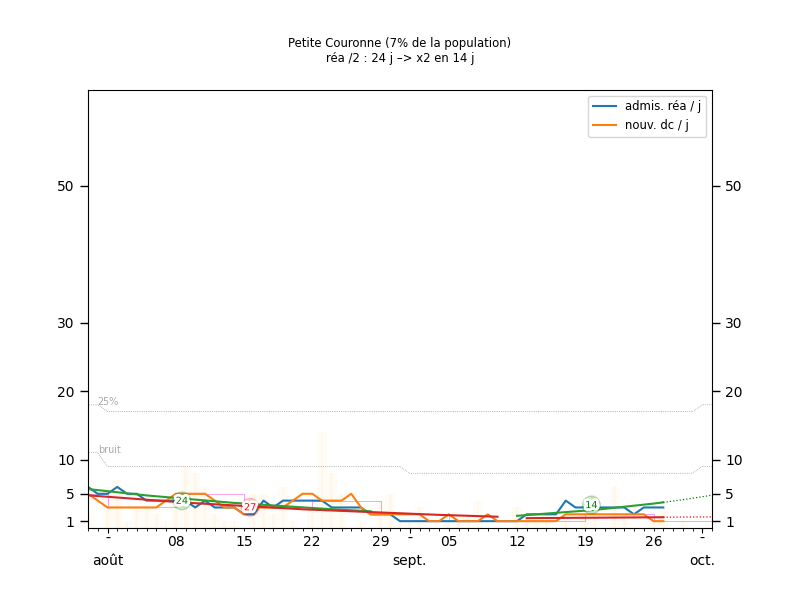 Petite Couronne (7% de la population)
réa /2 : 24 j –> x2 en 14 j
admis. réa / j
nouv. dc / j
50 50
30 30
20 20
25%
10 10
bruit
5 5
24 27 14
1 1
- 08 15 22 29 - 05 12 19 26 -
août sept. oct.